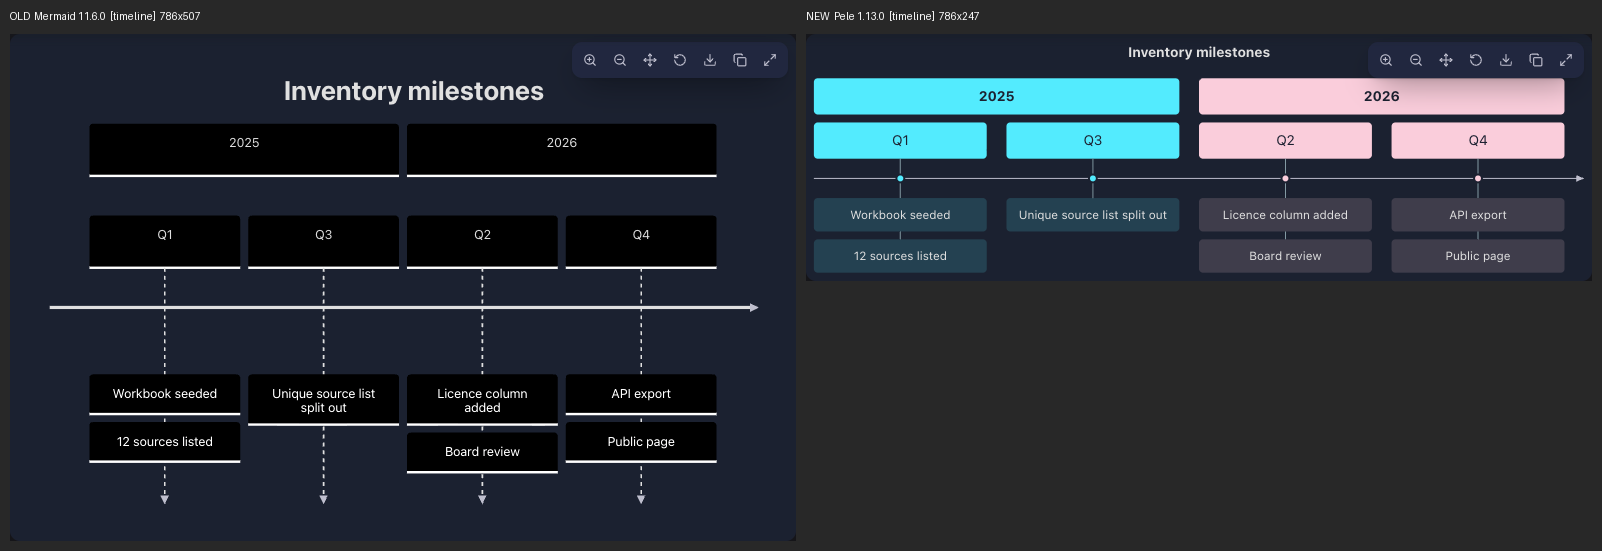 OLD Mermaid 11.6.0 [timeline] 786x507
Inventory milestones
2025
2026
Q1
Q3
Q2
Q4
Workbook seeded
Unique source list
split out
Licence column
added
API export
12 sources listed
Board review
Public page
NEW Pele 1.13.0 [timeline] 786x247
Inventory milestones
2025
2026
Q1
Q3
Q2
Q4
Workbook seeded
Unique source list split out
Licence column added
API export
12 sources listed
Board review
Public page